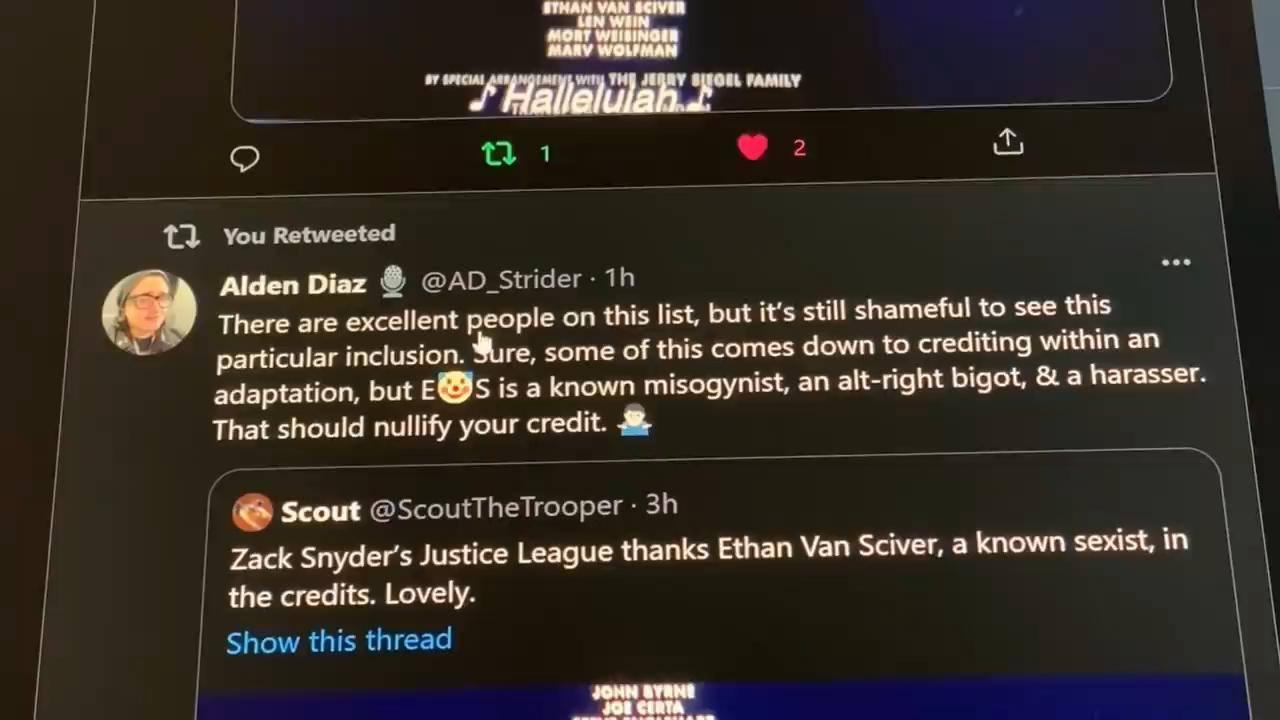 ETHAN VAN SCIVER
LEN WEIN
MORT WEISINGER
MARV WOLFMAN
BY SPECIAL ARRANGEMENT WITH THE JERRY SIEGEL FAMILY
♪ Hallelujah ♪
1
2
You Retweeted
Alden Diaz 🎙️ @AD_Strider · 1h
There are excellent people on this list, but it's still shameful to see this
particular inclusion. Sure, some of this comes down to crediting within an
adaptation, but E🤡S is a known misogynist, an alt-right bigot, & a harasser.
That should nullify your credit. 🤷🏻‍♂️
Scout @ScoutTheTrooper · 3h
Zack Snyder's Justice League thanks Ethan Van Sciver, a known sexist, in
the credits. Lovely.
Show this thread
JOHN BYRNE
JOE CERTA